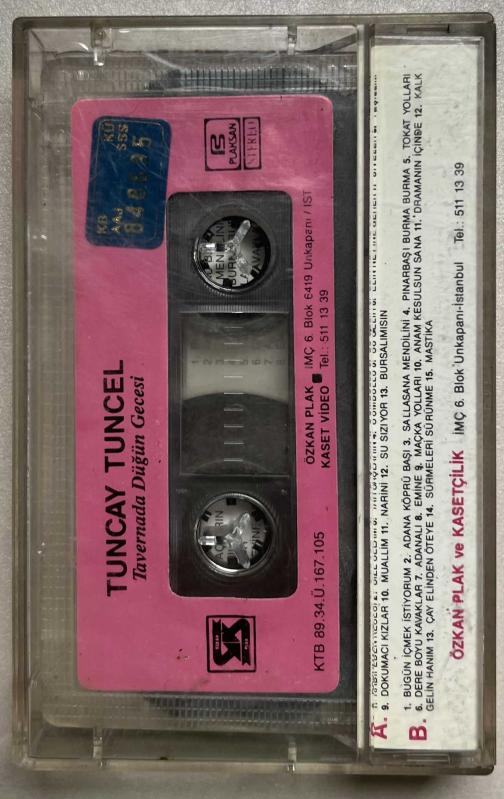 TUNCAY TUNCEL
Tavernada Düğün Gecesi
KB
KÜ
SSS
PLAKSAN
STEREO
ÖZKAN PLAK ■ İMÇ 6. Blok 6419 Unkapanı / İST
KASET VIDEO Tel.: 511 13 39
KTB 89.34.Ü.167.105
A.
9. DOKUMACI KIZLAR 10. MUALLİM 11. NARİNİ 12. SU SIZIYOR 13. BURSALIMISIN
B.
1. BUGÜN İÇMEK İSTİYORUM 2. ADANA KÖPRÜ BAŞI 3. SALLASANA MENDİLİNİ 4. PINARBAŞI BURMA BURMA 5. TOKAT YOLLARI
6. DERE BOYU KAVAKLAR 7. ADANALI 8. EMİNE 9. MAÇKA YOLLARI 10. ANAM KESULSUN SANA 11. DRAMANIN İÇİNDE 12. KALK
GELİN HANIM 13. ÇAY ELİNDEN ÖTEYE 14. SÜRMELERİ SÜRÜNME 15. MASTİKA
ÖZKAN PLAK ve KASETÇİLİK İMÇ 6. Blok Unkapanı-İstanbul Tel.: 511 13 39